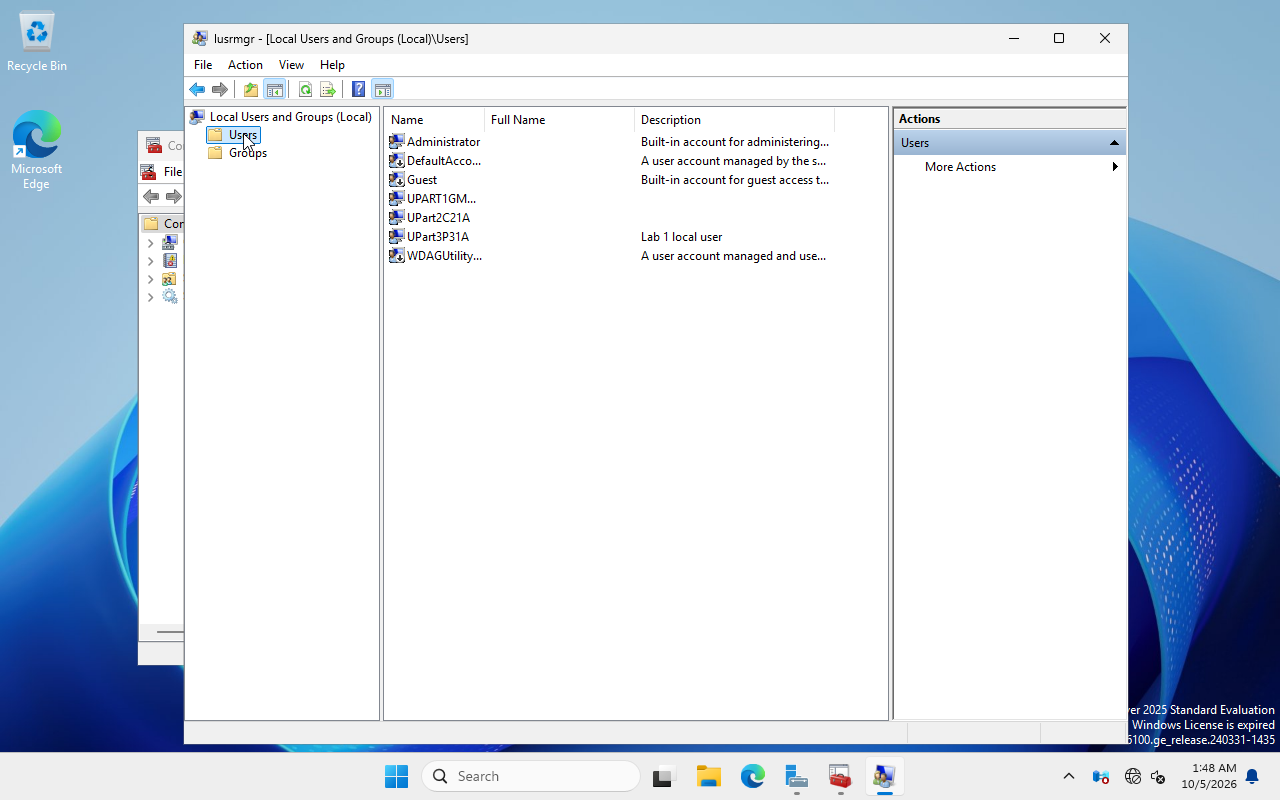 Recycle Bin
Microsoft
Edge
File
lusrmgr - [Local Users and Groups (Local)\Users]
File Action View Help
Local Users and Groups (Local)
Users
Groups
Name Full Name Description
Administrator Built-in account for administering...
DefaultAcco... A user account managed by the s...
Guest Built-in account for guest access t...
UPART1GM...
UPart2C21A
UPart3P31A Lab 1 local user
WDAGUtility... A user account managed and use...
Actions
Users
More Actions
2025 Standard Evaluation
Windows License is expired
6100.ge_release.240331-1435
Search
1:48 AM
10/5/2026